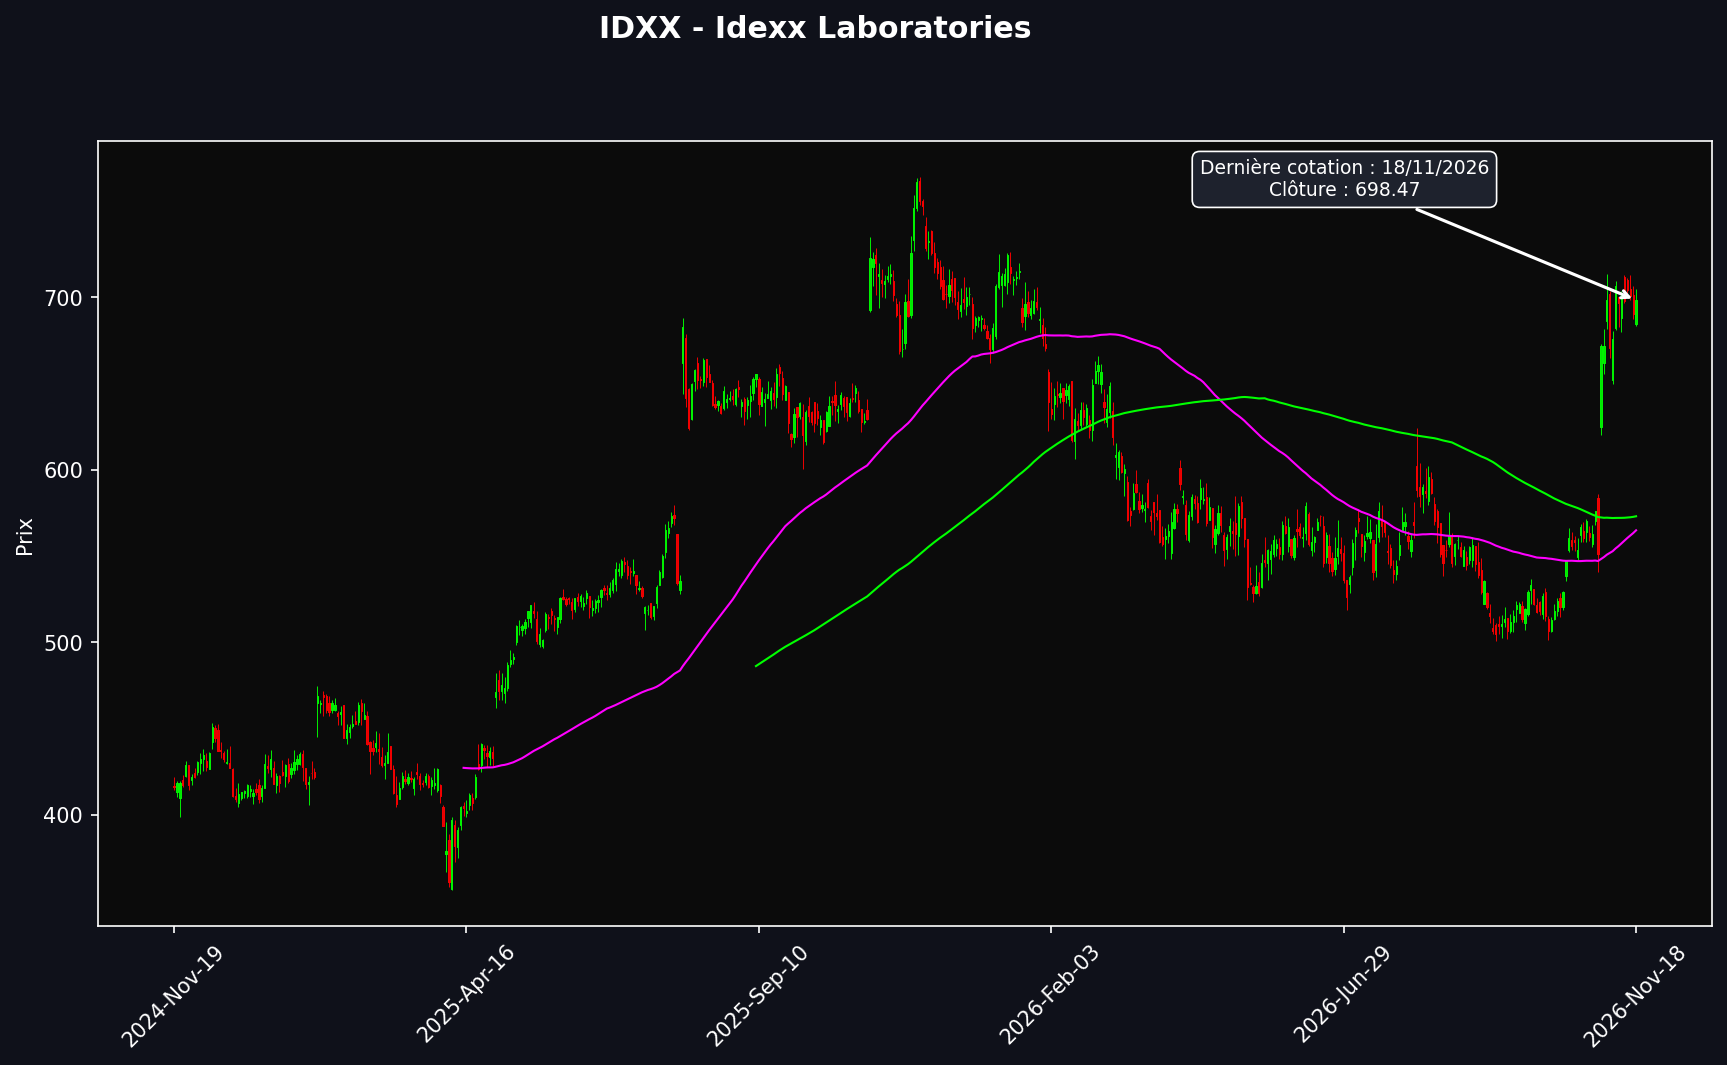 IDXX - Idexx Laboratories
Dernière cotation : 18/11/2026
Clôture : 698.47
Prix
700
600
500
400
2024-Nov-19
2025-Apr-16
2025-Sep-10
2026-Feb-03
2026-Jun-29
2026-Nov-18